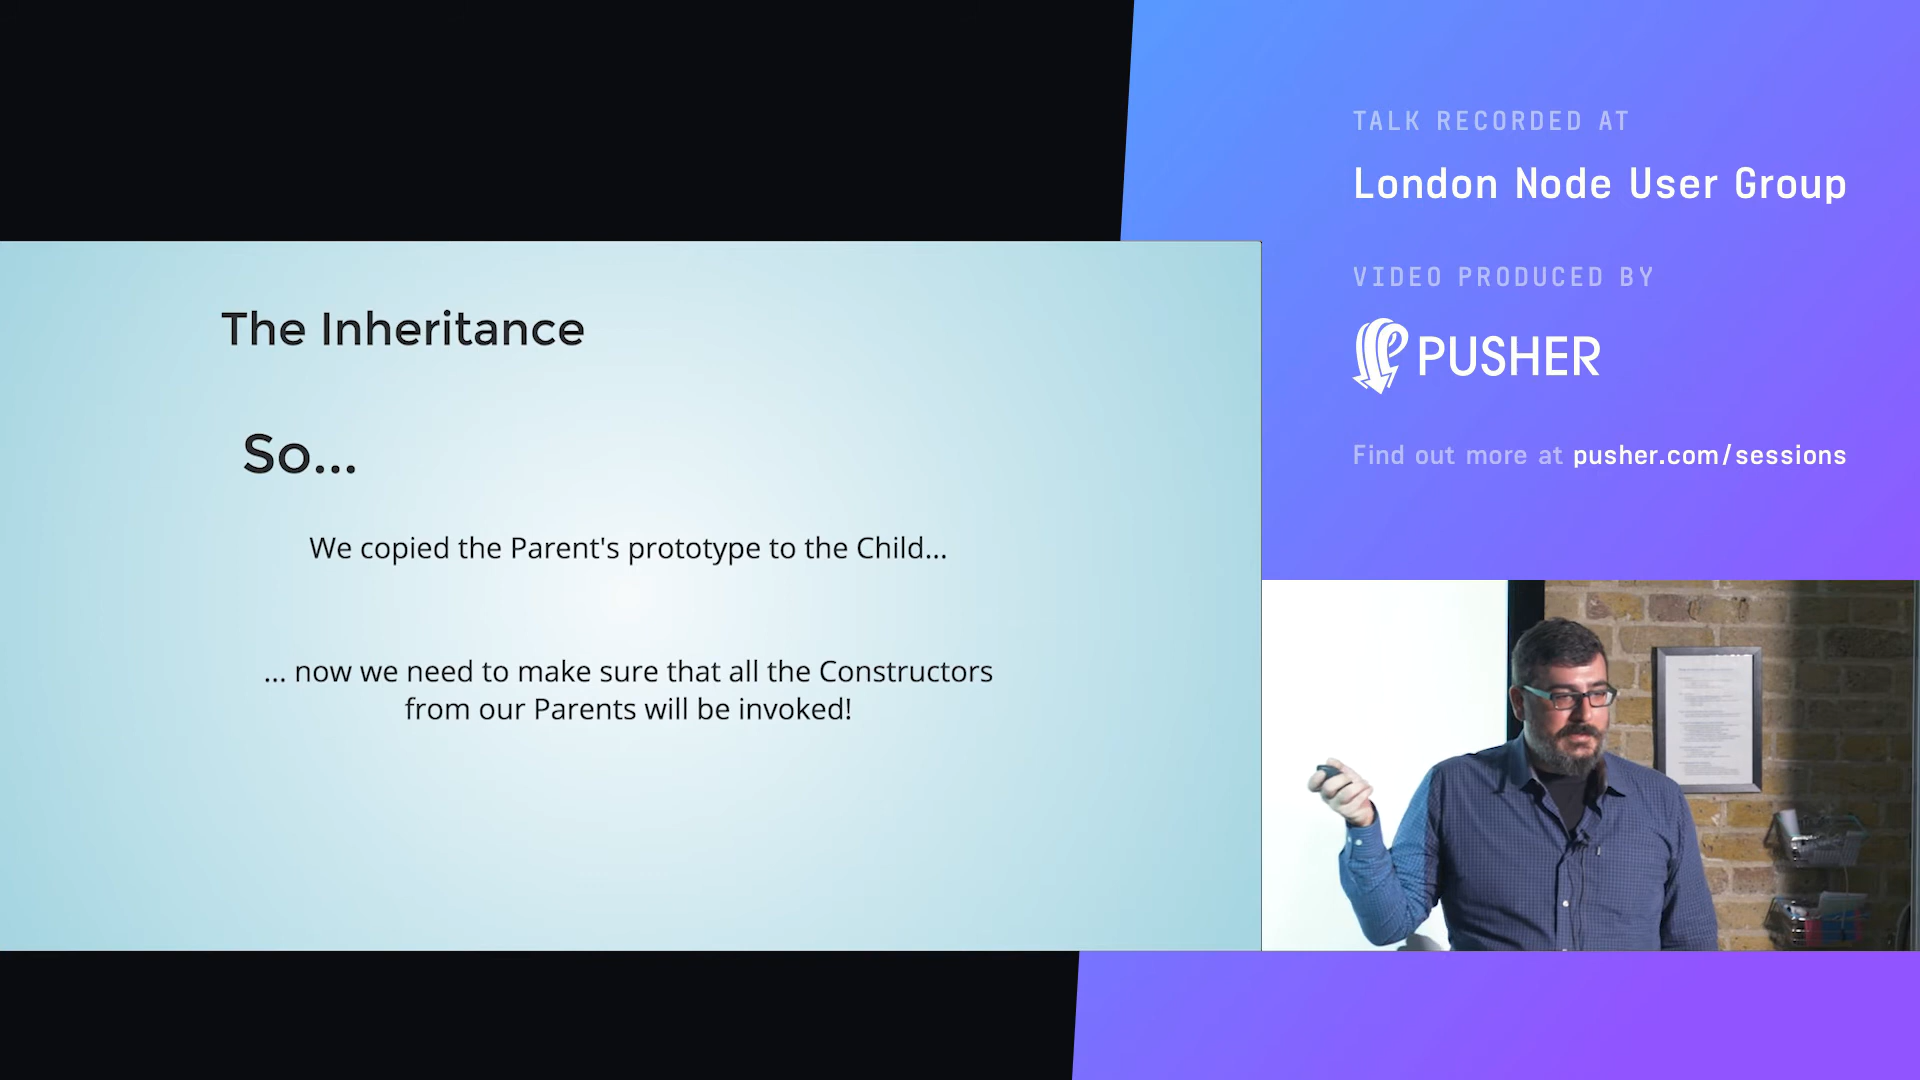 The Inheritance
So...
We copied the Parent's prototype to the Child...
... now we need to make sure that all the Constructors
from our Parents will be invoked!
TALK RECORDED AT
London Node User Group
VIDEO PRODUCED BY
PUSHER
Find out more at pusher.com/sessions